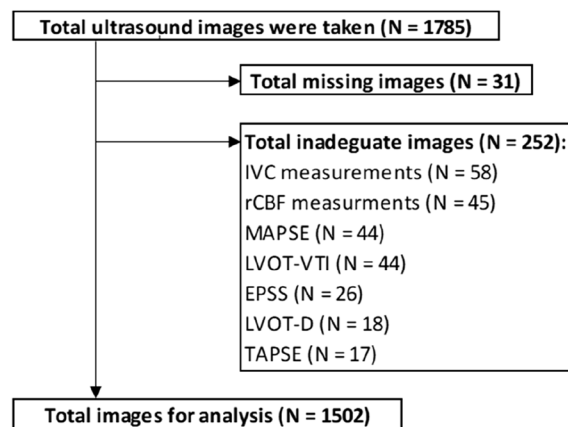 Total ultrasound images were taken (N = 1785)
Total missing images (N = 31)
Total inadeguate images (N = 252):
IVC measurements (N = 58)
rCBF measurments (N = 45)
MAPSE (N = 44)
LVOT-VTI (N = 44)
EPSS (N = 26)
LVOT-D (N = 18)
TAPSE (N = 17)
Total images for analysis (N = 1502)